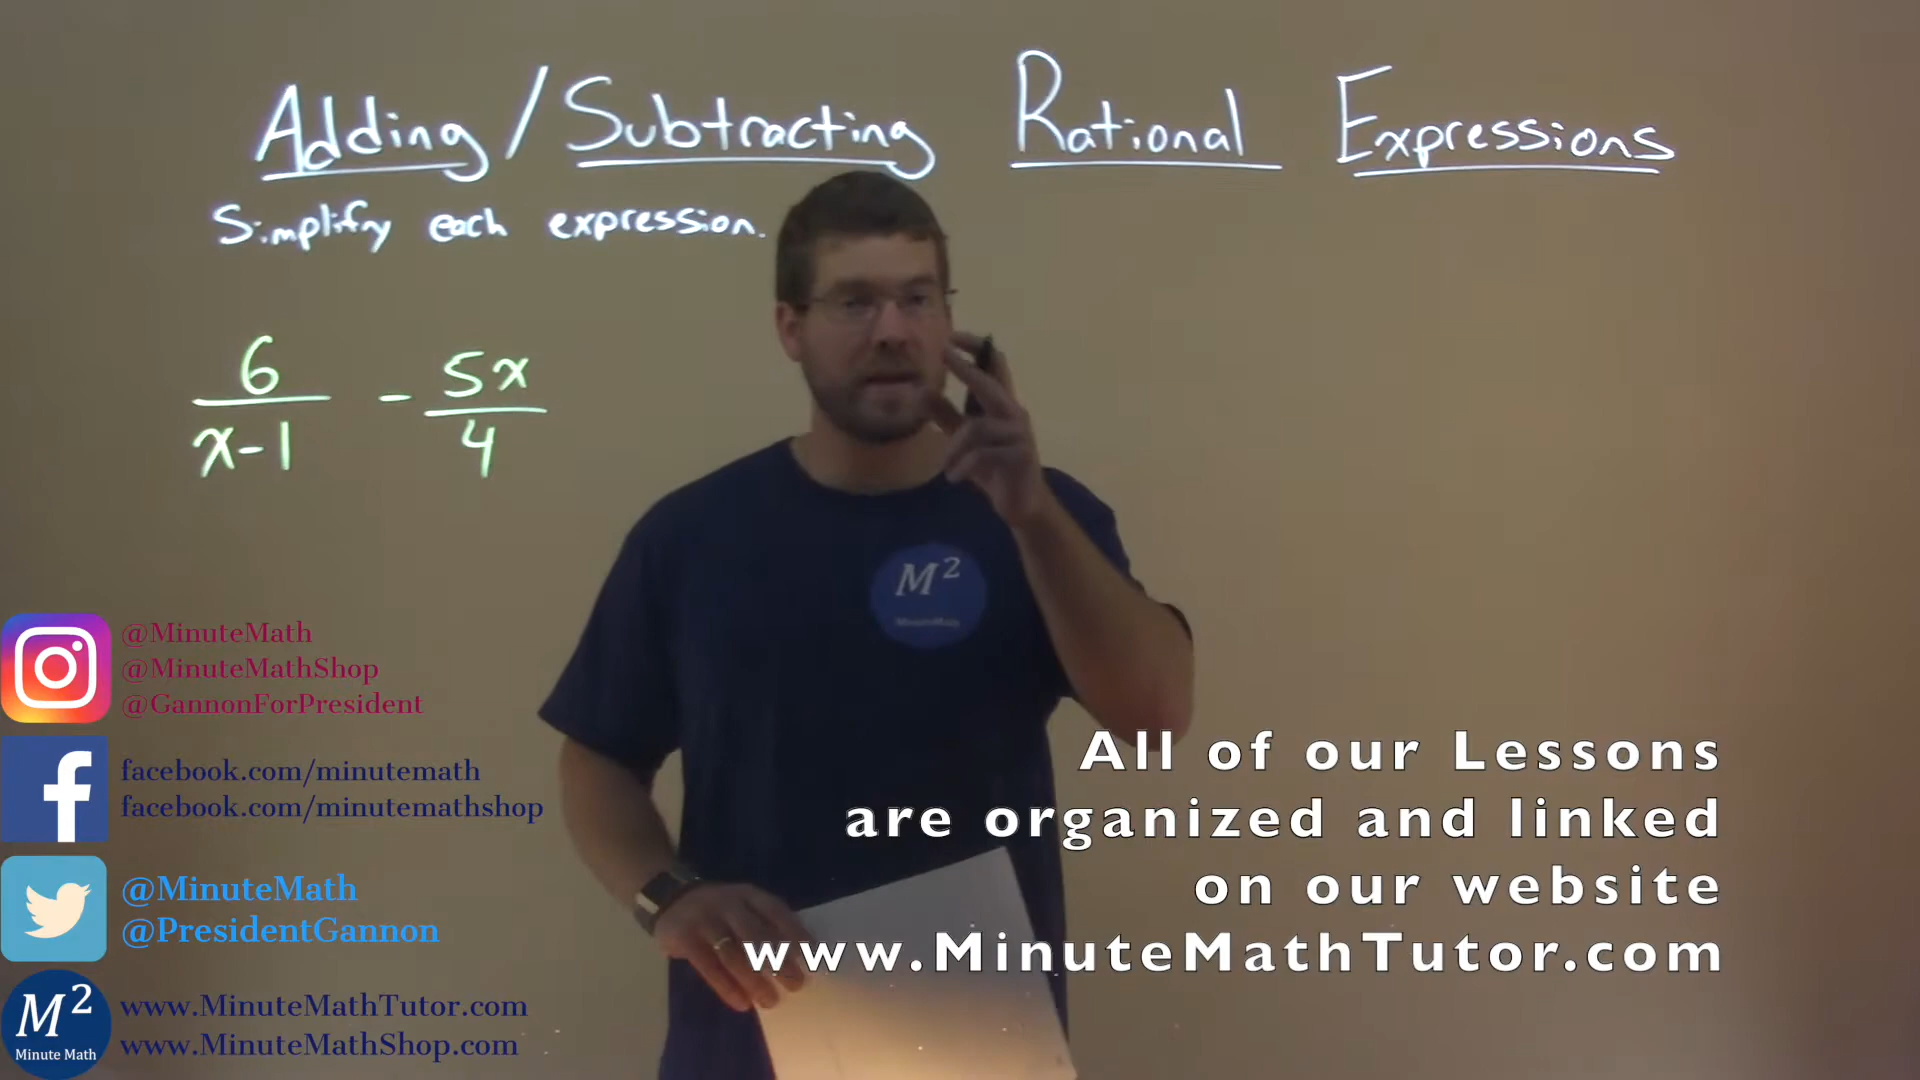 Adding/Subtracting Rational Expressions
Simplify each expression.
6 5x
- 
x-1 4
M²
MinuteMath
@MinuteMath
@MinuteMathShop
@GannonForPresident
facebook.com/minutemath
facebook.com/minutemathshop
@MinuteMath
@PresidentGannon
M²
Minute Math
www.MinuteMathTutor.com
www.MinuteMathShop.com
All of our Lessons
are organized and linked
on our website
www.MinuteMathTutor.com